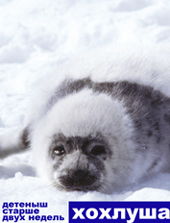 детеныш
старше
двух недель
хохлуша